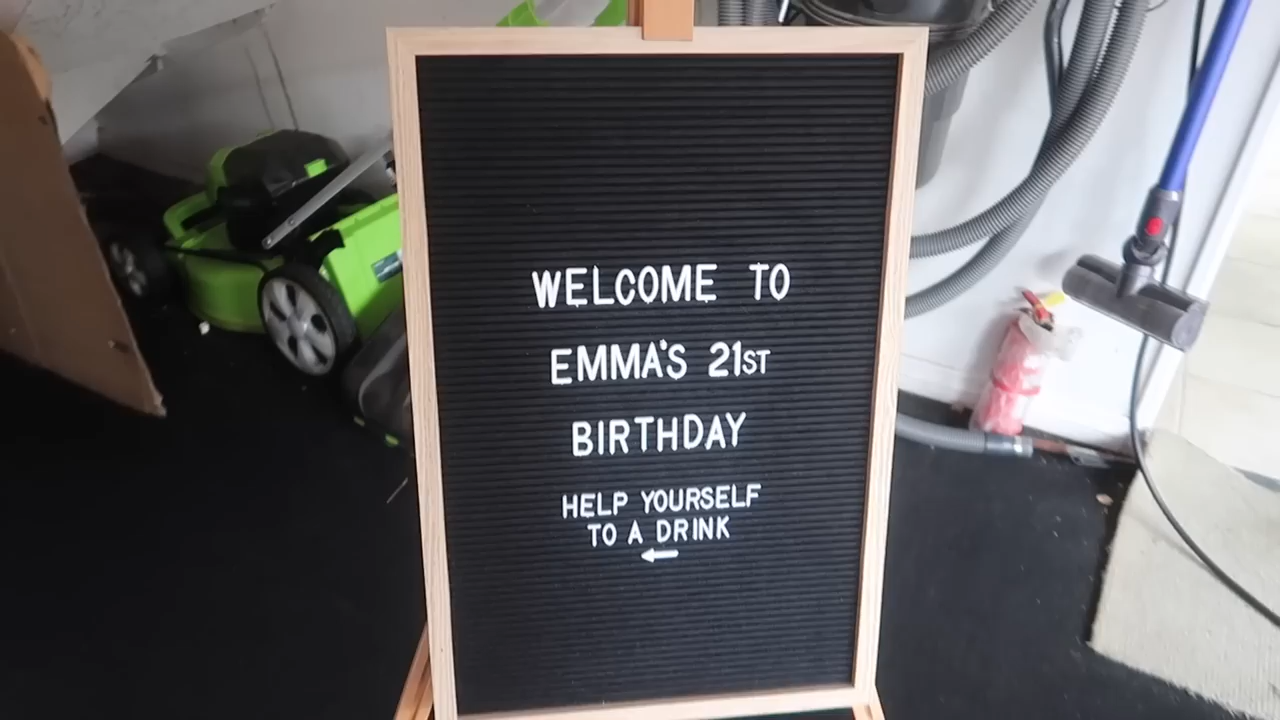 WELCOME TO
EMMA'S 21ST
BIRTHDAY
HELP YOURSELF
TO A DRINK
←